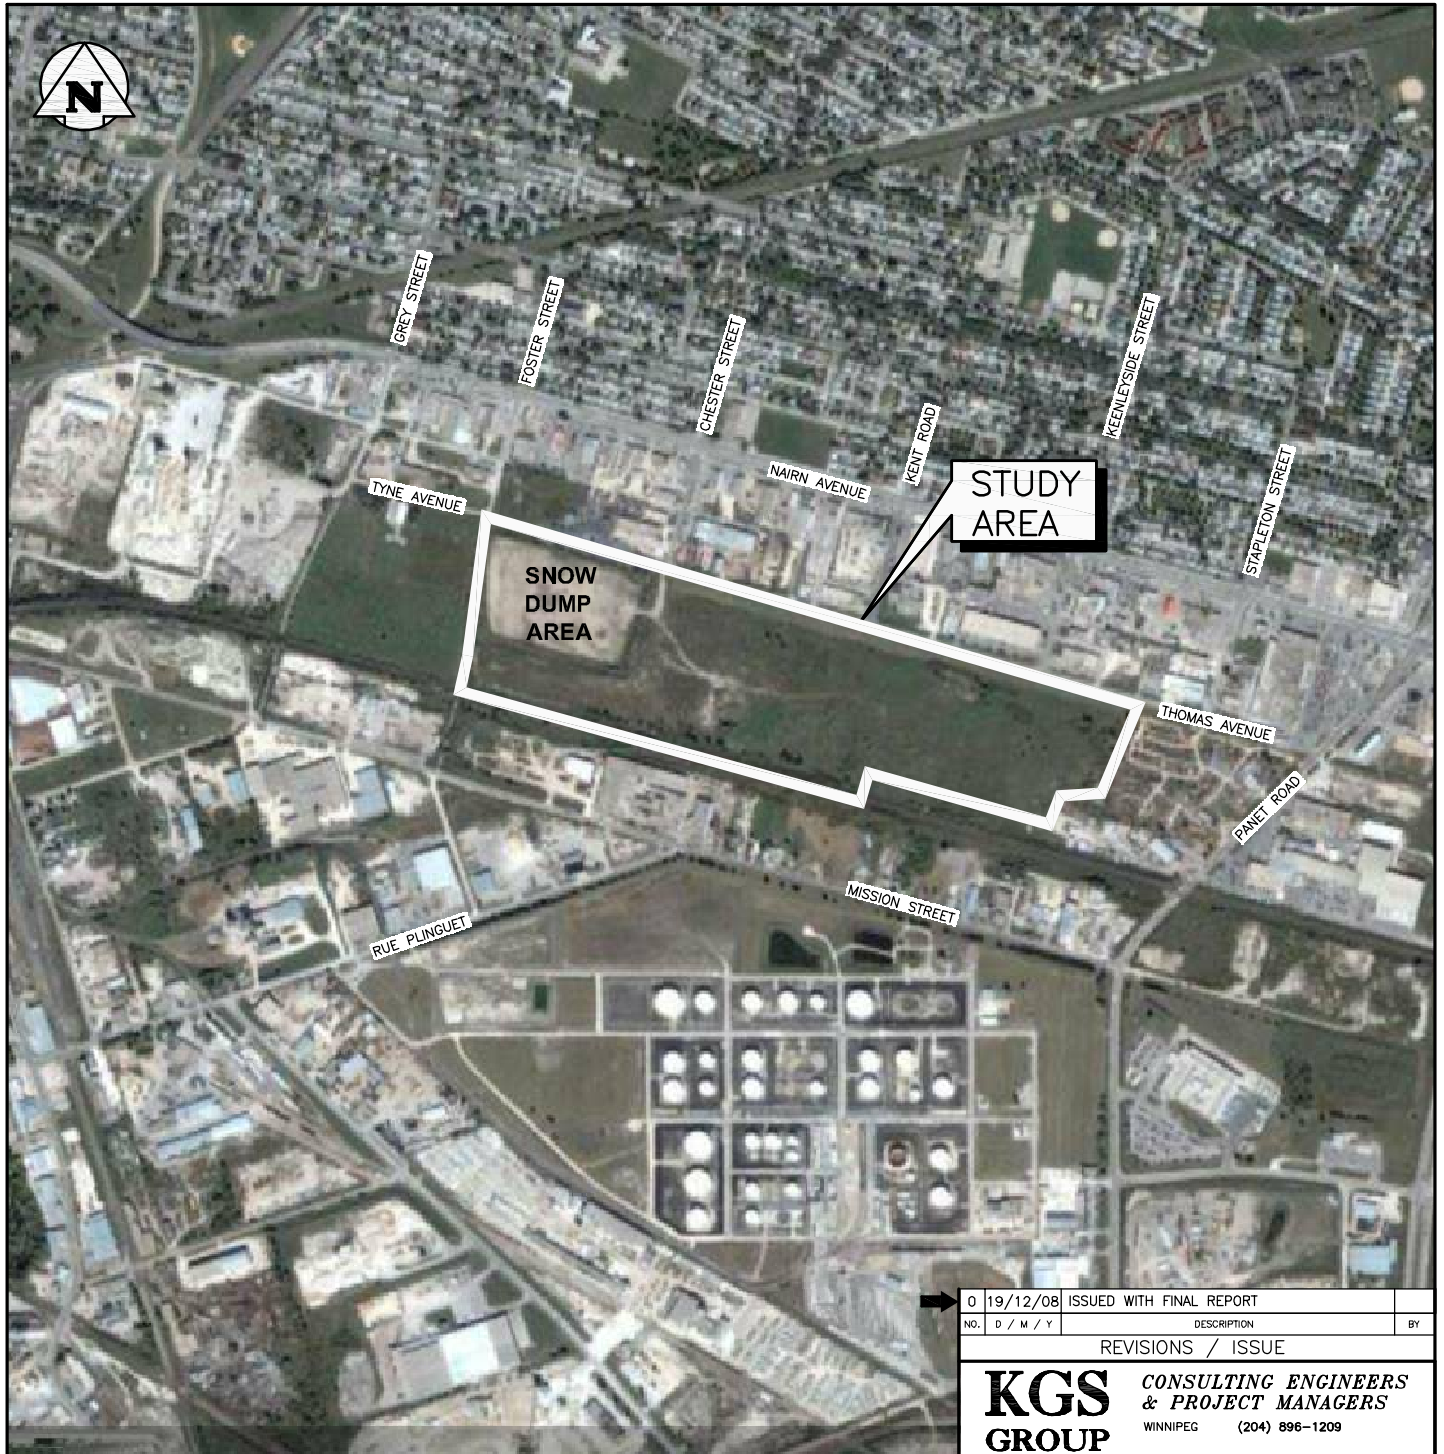 N
GREY STREET
FOSTER STREET
CHESTER STREET
KEENLEYSIDE STREET
KENT ROAD
NAIRN AVENUE
STAPLETON STREET
TYNE AVENUE
STUDY
AREA
SNOW
DUMP
AREA
THOMAS AVENUE
PANET ROAD
MISSION STREET
RUE PLINGUET
0 19/12/08 ISSUED WITH FINAL REPORT
NO. D / M / Y DESCRIPTION BY
REVISIONS / ISSUE
KGS
GROUP
CONSULTING ENGINEERS
& PROJECT MANAGERS
WINNIPEG (204) 896-1209